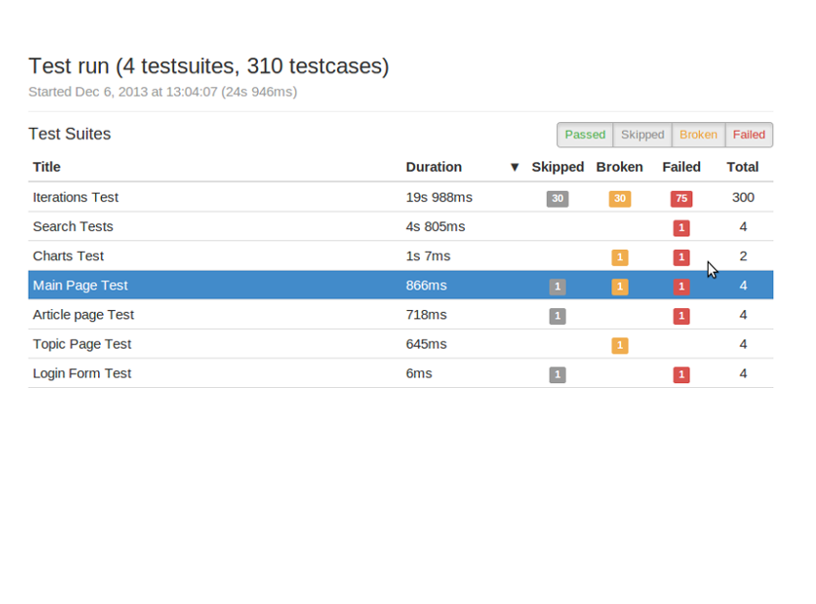 Test run (4 testsuites, 310 testcases)
Started Dec 6, 2013 at 13:04:07 (24s 946ms)
Test Suites
Passed Skipped Broken Failed
Title Duration ▼ Skipped Broken Failed Total
Iterations Test 19s 988ms 30 30 75 300
Search Tests 4s 805ms 1 4
Charts Test 1s 7ms 1 1 2
Main Page Test 866ms 1 1 1 4
Article page Test 718ms 1 1 4
Topic Page Test 645ms 1 4
Login Form Test 6ms 1 1 4